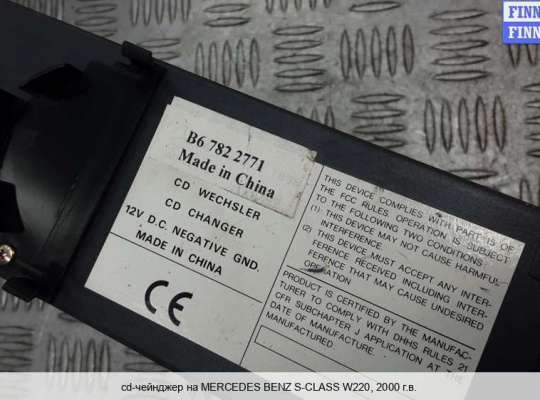 FINN
FINN
B6 782 2771
Made in China
CD WECHSLER
CD CHANGER
12V D.C. NEGATIVE GND.
MADE IN CHINA
CE
THIS DEVICE COMPLIES WITH PART 15 OF
THE FCC RULES OPERATION IS SUBJECT
TO THE FOLLOWING TWO CONDITIONS
(1) THIS DEVICE MAY NOT CAUSE HARMFUL
INTERFERENCE.
(2) THIS DEVICE MUST ACCEPT ANY INTER-
FERENCE RECEIVED INCLUDING INTER-
FERENCE THAT MAY CAUSE UNDESIRED
OPERATION
PRODUCT IS CERTIFIED BY THE MANUFAC-
TURER TO COMPLY WITH DHHS RULES 21
CFR SUBCHAPTER J APPLICATION AT THE
DATE OF MANUFACTURE.
MANUFACTURED
cd-чейнджер на MERCEDES BENZ S-CLASS W220, 2000 г.в.